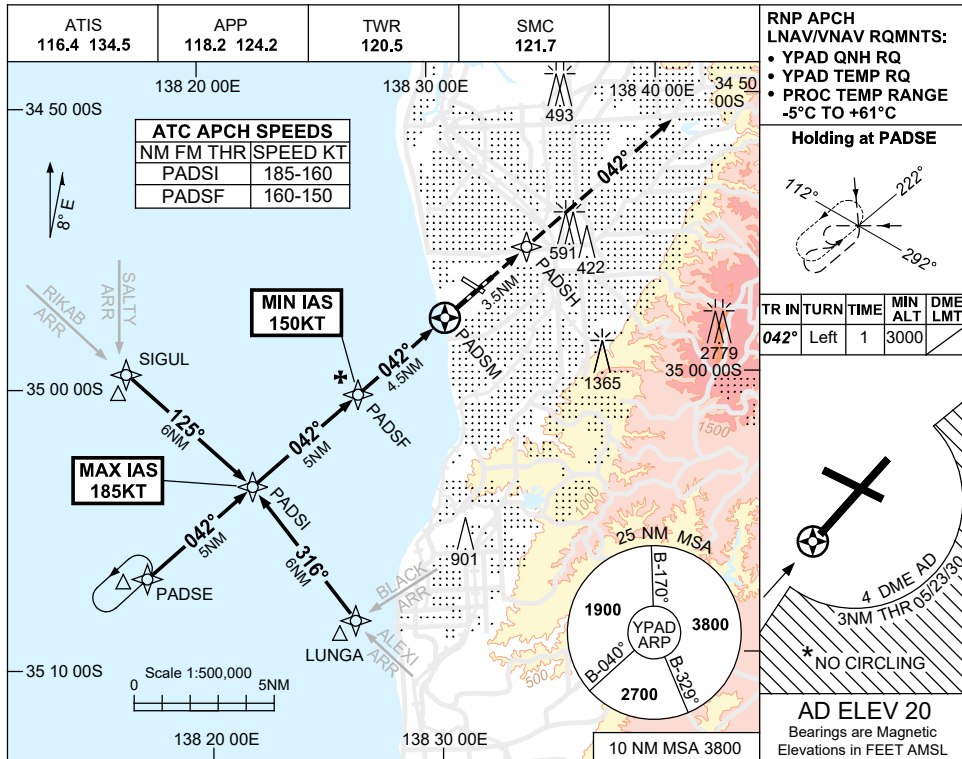 ATIS
116.4 134.5
APP
118.2 124.2
TWR
120.5
SMC
121.7
RNP APCH
LNAV/VNAV RQMNTS:
• YPAD QNH RQ
• YPAD TEMP RQ
• PROC TEMP RANGE
-5°C TO +61°C
138 20 00E
138 30 00E
138 40 00E
34 50
00S
34 50 00S
493
ATC APCH SPEEDS
NM FM THR SPEED KT
PADSI 185-160
PADSF 160-150
8° E
Holding at PADSE
112°
222°
292°
TR IN TURN TIME MIN ALT DME LMT
042° Left 1 3000
042°
591
422
PADSH
3.5NM
MIN IAS
150KT
PADSM
SALTY
ARR
RIKAB
ARR
SIGUL
35 00 00S
042°
4.5NM
PADSF
1365
2779
35 00 00S
1500
125°
6NM
042°
5NM
MAX IAS
185KT
PADSI
1000
042°
5NM
PADSE
316°
6NM
901
BLACK
ARR
ALEXI
ARR
LUNGA
500
25 NM MSA
B-170°
1900
3800
YPAD
ARP
B-040°
B-329°
2700
35 10 00S
Scale 1:500,000
0 5NM
138 20 00E
138 30 00E
10 NM MSA 3800
4 DME AD
3NM THR 05/23/30
*NO CIRCLING
AD ELEV 20
Bearings are Magnetic
Elevations in FEET AMSL